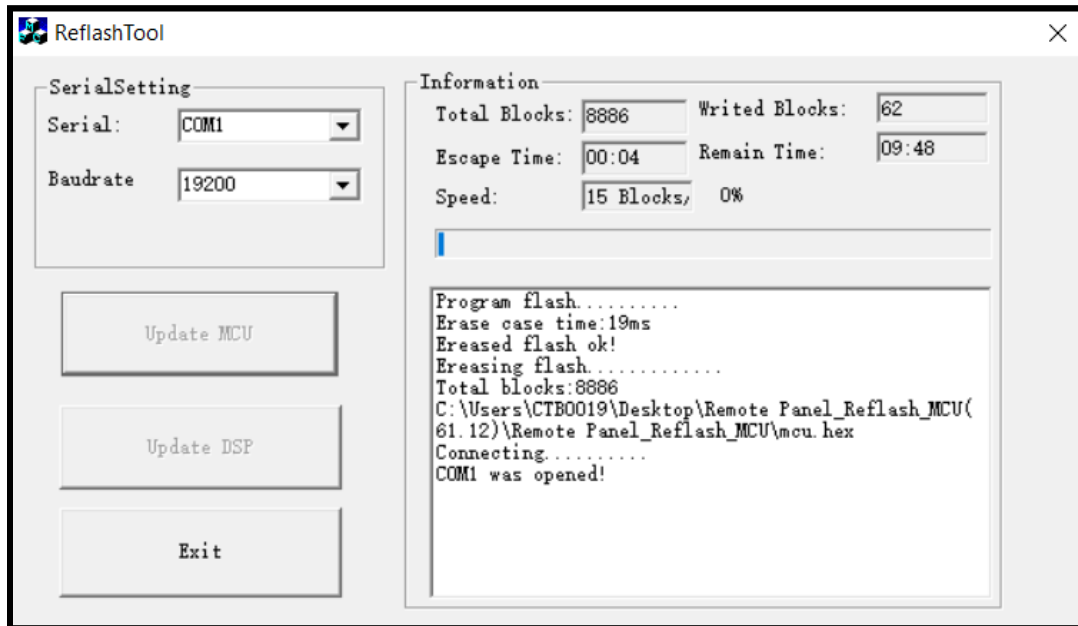 ReflashTool
SerialSetting
Serial: COM1
Baudrate 19200
Update MCU
Update DSP
Exit
Information
Total Blocks: 8886 Writed Blocks: 62
Escape Time: 00:04 Remain Time: 09:48
Speed: 15 Blocks/ 0%
Program flash..........
Erase case time:19ms
Ereased flash ok!
Ereasing flash.............
Total blocks:8886
C:\Users\CTB0019\Desktop\Remote Panel_Reflash_MCU(
61.12)\Remote Panel_Reflash_MCU\mcu.hex
Connecting..........
COM1 was opened!